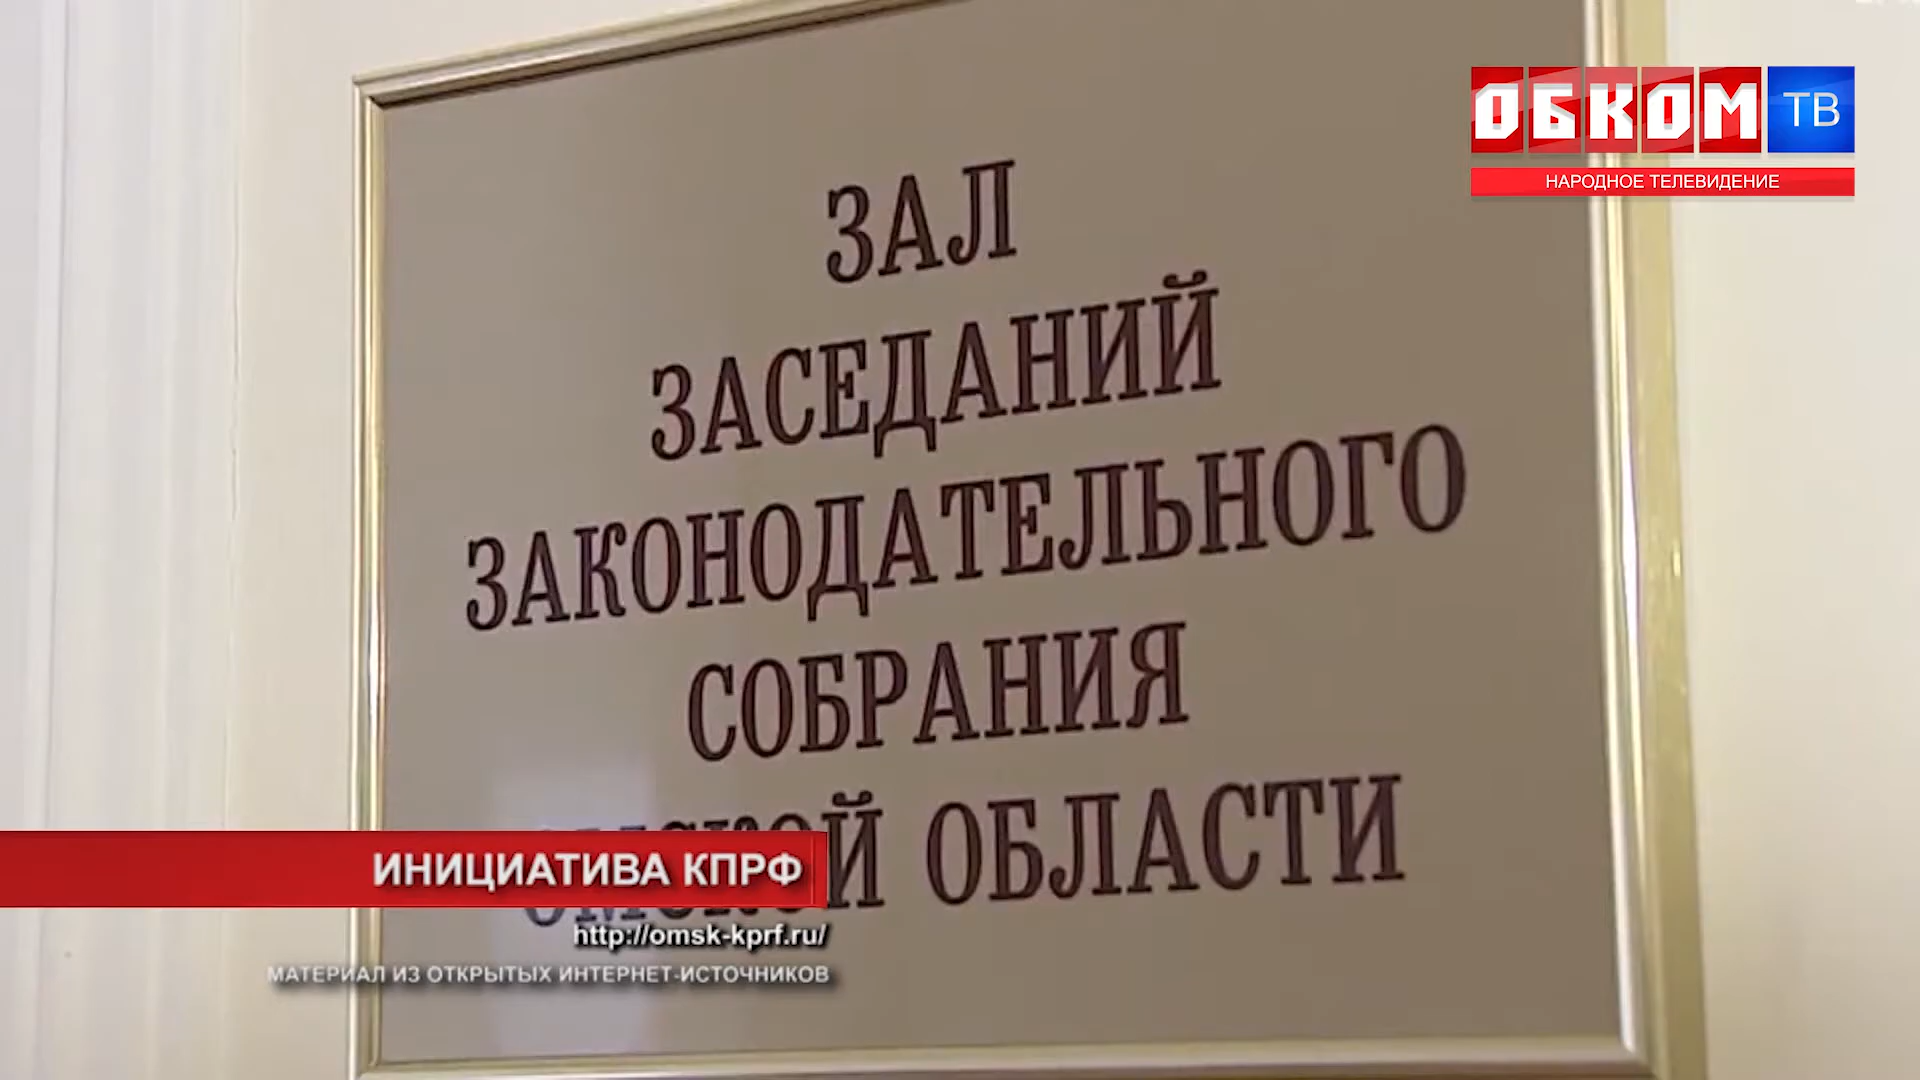 ОБКОМ ТВ
НАРОДНОЕ ТЕЛЕВИДЕНИЕ
ЗАЛ
ЗАСЕДАНИЙ
ЗАКОНОДАТЕЛЬНОГО
СОБРАНИЯ
ОМСКОЙ ОБЛАСТИ
ИНИЦИАТИВА КПРФ
http://omsk-kprf.ru/
МАТЕРИАЛ ИЗ ОТКРЫТЫХ ИНТЕРНЕТ-ИСТОЧНИКОВ